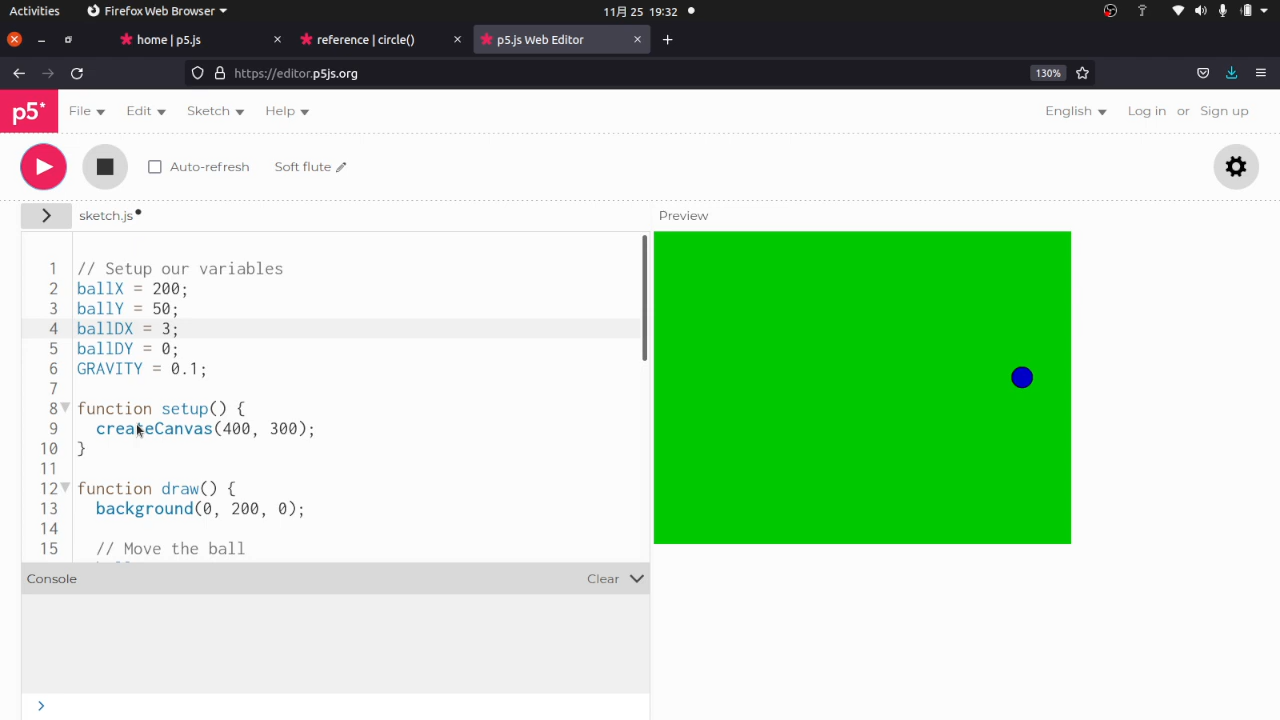 Activities
Firefox Web Browser
11月 25 19:32
home | p5.js
reference | circle()
p5.js Web Editor
https://editor.p5js.org
130%
p5*
File
Edit
Sketch
Help
English
Log in or Sign up
Auto-refresh
Soft flute
sketch.js
Preview
1 // Setup our variables
2 ballX = 200;
3 ballY = 50;
4 ballDX = 3;
5 ballDY = 0;
6 GRAVITY = 0.1;
7
8 function setup() {
9 createCanvas(400, 300);
10 }
11
12 function draw() {
13 background(0, 200, 0);
14
15 // Move the ball
Console
Clear
>